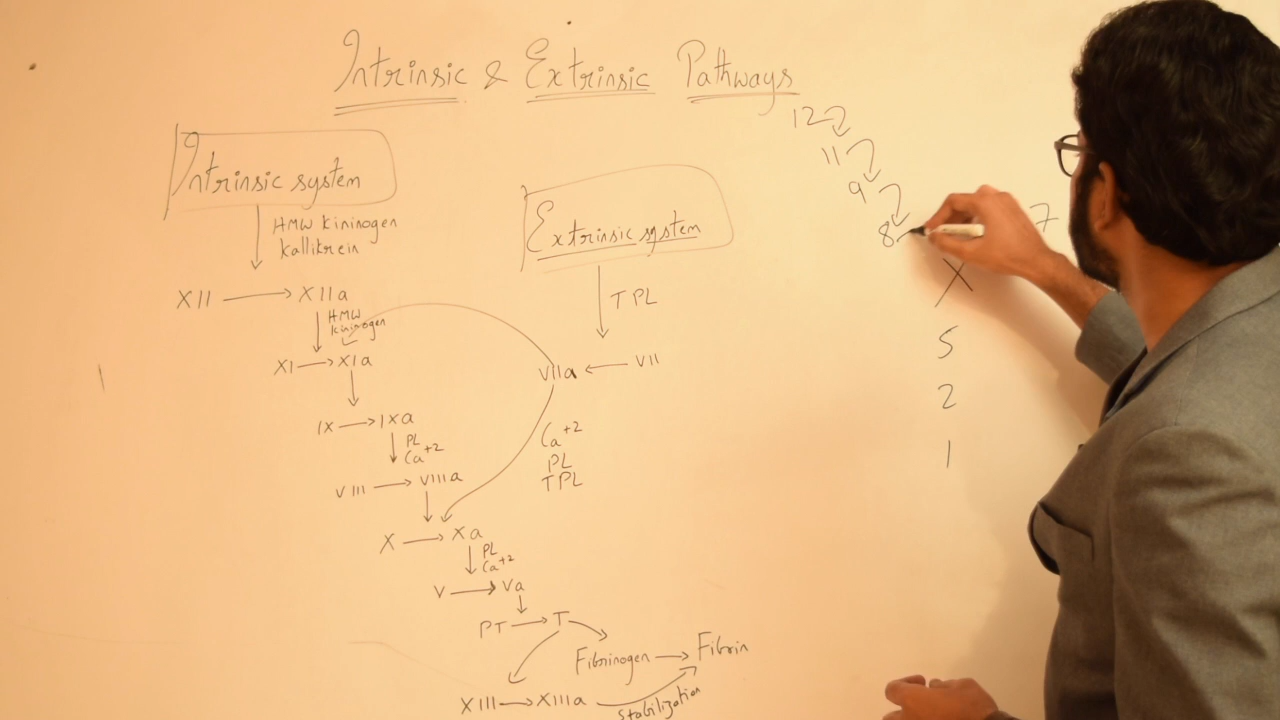 Intrinsic & Extrinsic Pathways
Intrinsic system
HMW Kininogen
Kallikrein
XII → XIIa
HMW
kininogen
XI → XIa
IX → IXa
PL
Ca+2
VIII → VIIIa
X → Xa
PL
Ca+2
V → Va
PT → T
Fibrinogen → Fibrin
XIII → XIIIa
stabilization
Extrinsic system
TPL
VIIa ← VII
Ca+2
PL
TPL
12
11
9
8
7
X
5
2
1